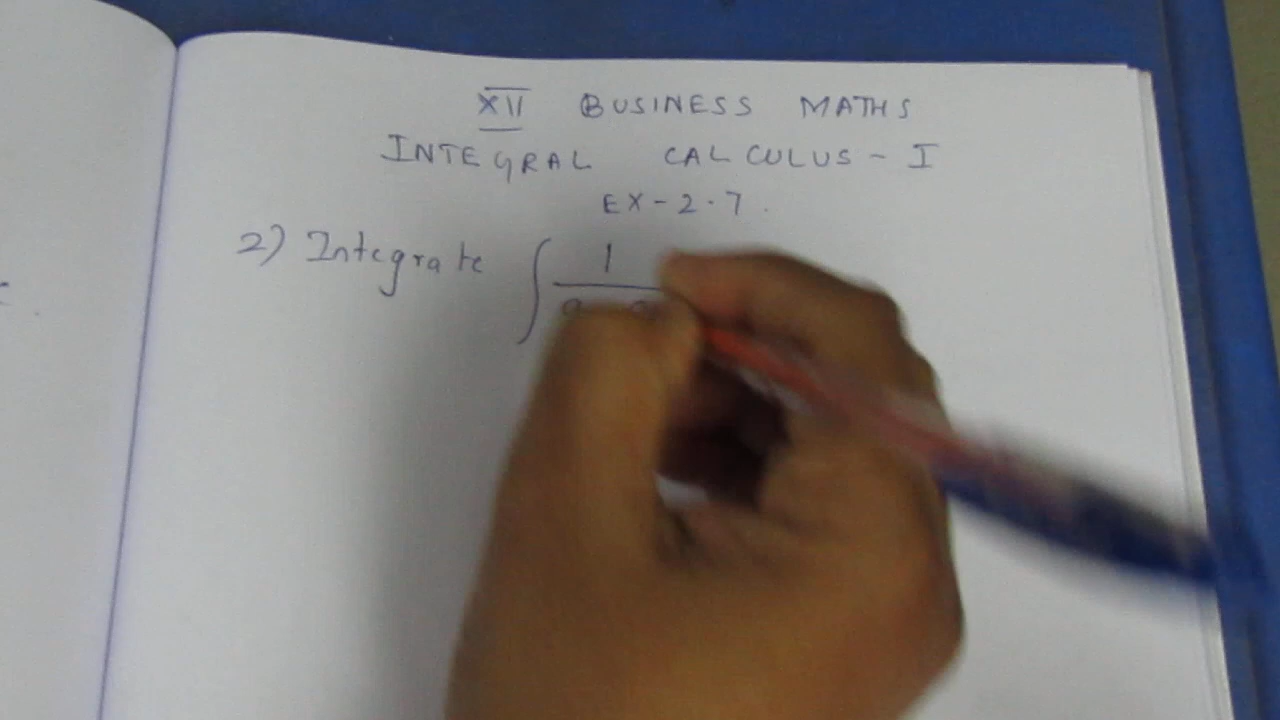 XII BUSINESS MATHS
INTEGRAL CALCULUS - I
EX - 2.7.
2) Integrate ∫ 1